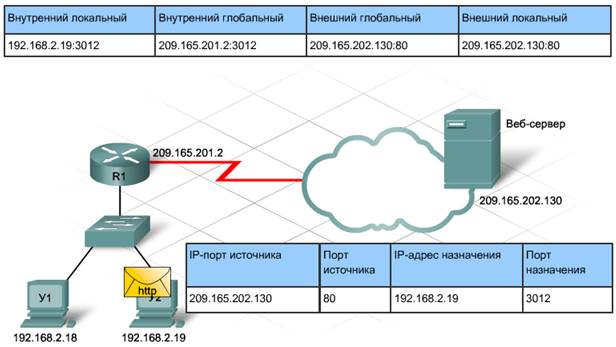 Внутренний локальный Внутренний глобальный Внешний глобальный Внешний локальный
192.168.2.19:3012 209.165.201.2:3012 209.165.202.130:80 209.165.202.130:80
Веб-сервер
209.165.201.2
R1
209.165.202.130
IP-порт источника Порт источника IP-адрес назначения Порт назначения
209.165.202.130 80 192.168.2.19 3012
У1
http
У2
192.168.2.18 192.168.2.19